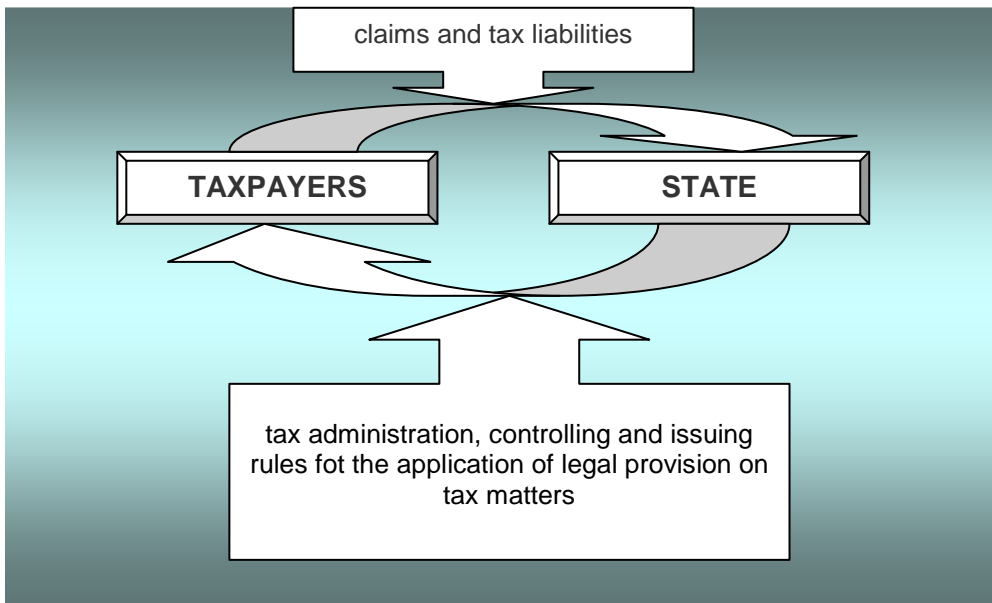 claims and tax liabilities
TAXPAYERS
STATE
tax administration, controlling and issuing
rules fot the application of legal provision on
tax matters